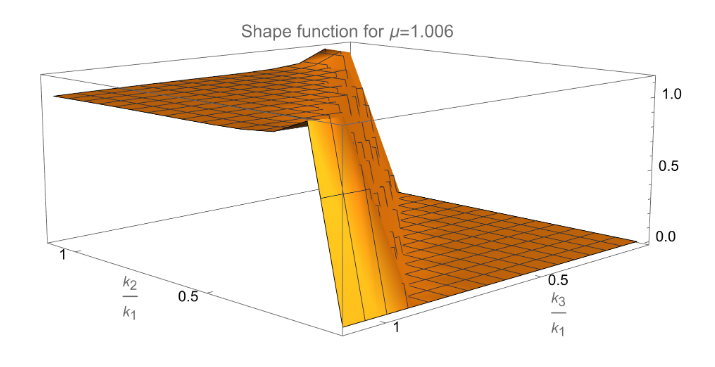 Shape function for μ=1.006
1.0
0.5
0.0
1
k2
k1
0.5
1
0.5
k3
k1